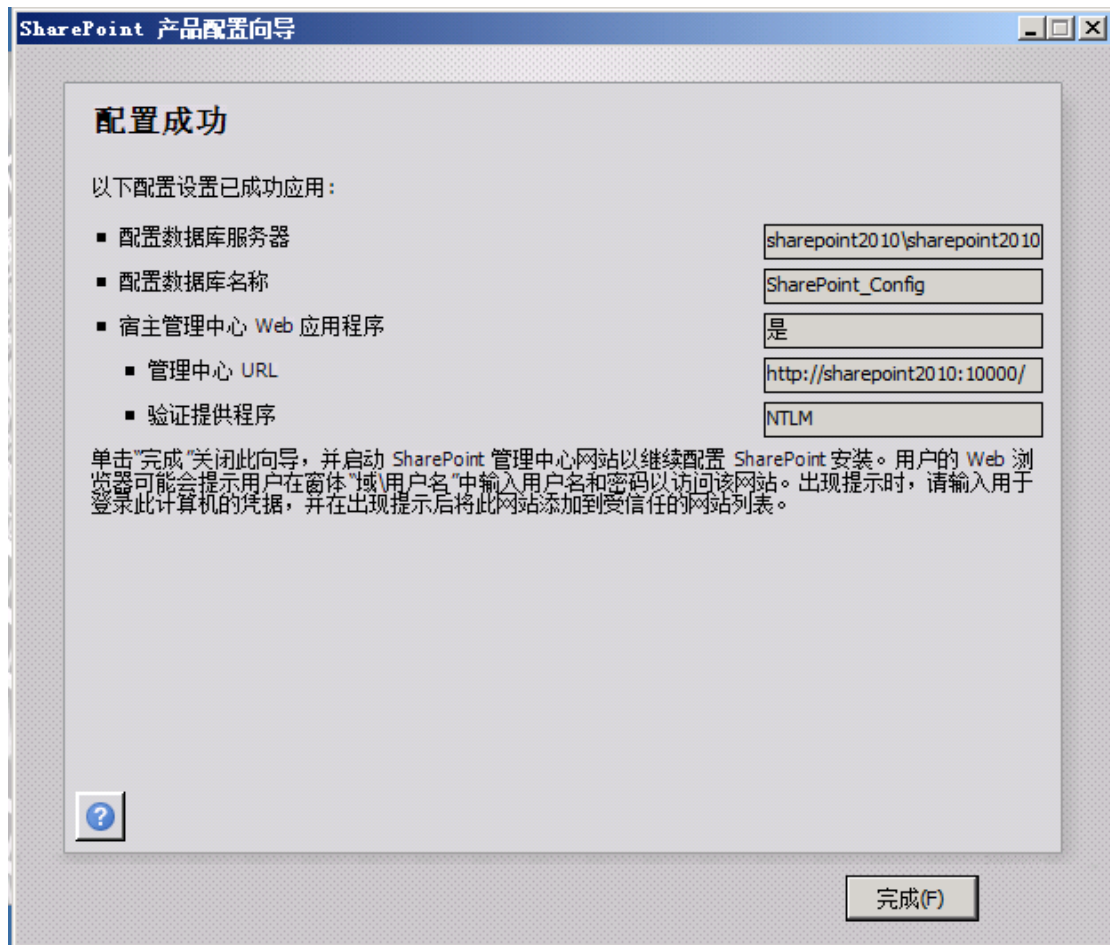 SharePoint 产品配置向导
配置成功
以下配置设置已成功应用:
■ 配置数据库服务器 sharepoint2010\sharepoint2010
■ 配置数据库名称 SharePoint_Config
■ 宿主管理中心 Web 应用程序 是
■ 管理中心 URL http://sharepoint2010:10000/
■ 验证提供程序 NTLM
单击"完成"关闭此向导，并启动 SharePoint 管理中心网站以继续配置 SharePoint 安装。用户的 Web 浏
览器可能会提示用户在窗体"域\用户名"中输入用户名和密码以访问该网站。出现提示时，请输入用于
登录此计算机的凭据，并在出现提示后将此网站添加到受信任的网站列表。
?
完成(F)